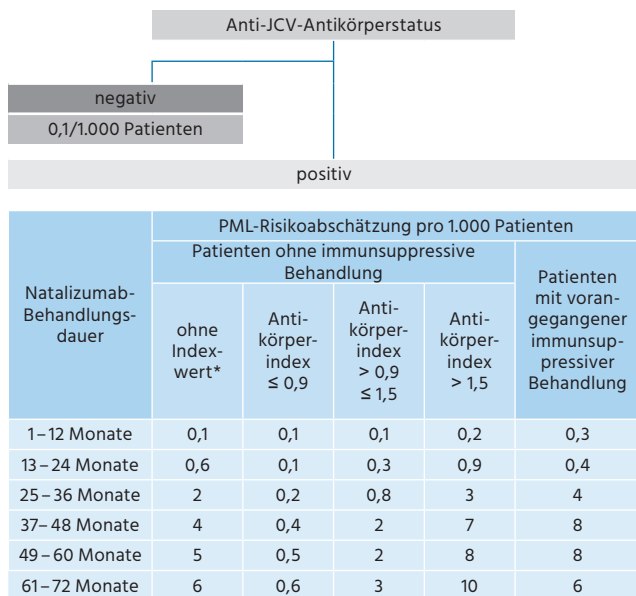 Anti-JCV-Antikörperstatus
negativ
0,1/1.000 Patienten
positiv
Natalizumab-
Behandlungs-
dauer
PML-Risikoabschätzung pro 1.000 Patienten
Patienten ohne immunsuppressive
Behandlung
Patienten
mit voran-
gegangener
immunsup-
pressiver
Behandlung
ohne
Index-
wert*
Anti-
körper-
index
≤ 0,9
Anti-
körper-
index
> 0,9
≤ 1,5
Anti-
körper-
index
> 1,5
1–12 Monate 0,1 0,1 0,1 0,2 0,3
13–24 Monate 0,6 0,1 0,3 0,9 0,4
25–36 Monate 2 0,2 0,8 3 4
37–48 Monate 4 0,4 2 7 8
49–60 Monate 5 0,5 2 8 8
61–72 Monate 6 0,6 3 10 6